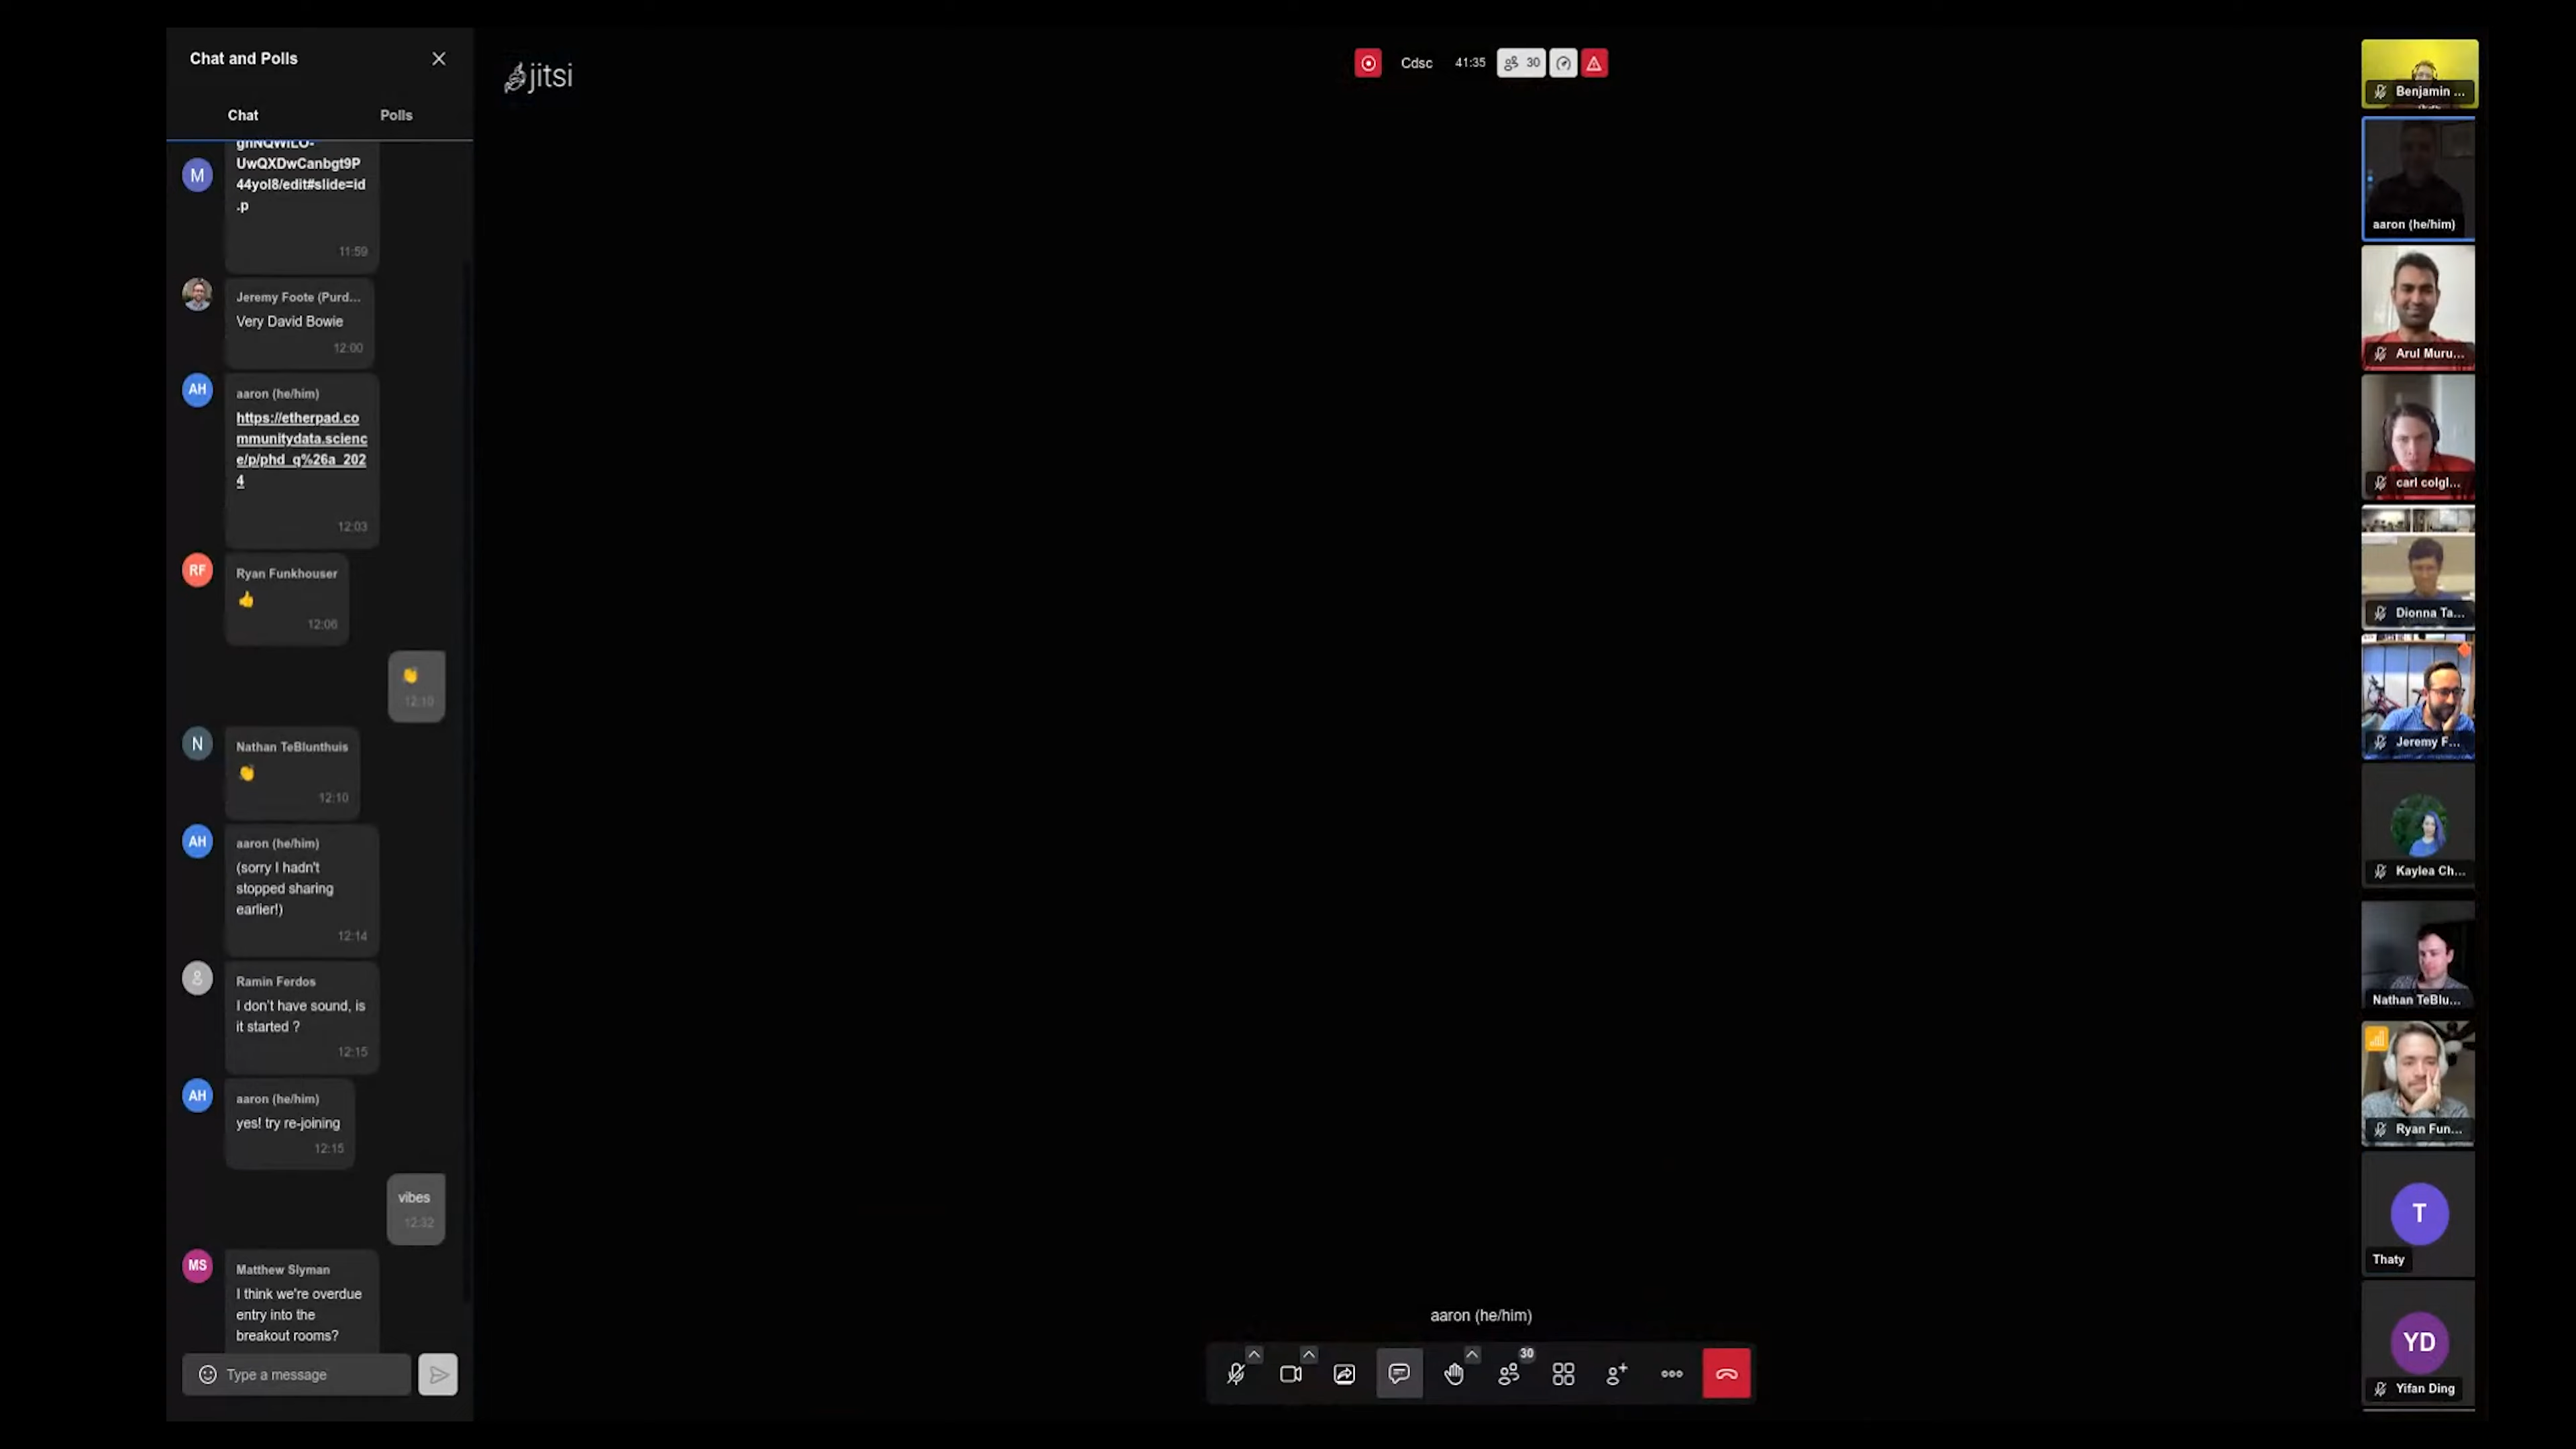 Chat and Polls
Chat
Polls
UwQXDwCanbgt9P
44yol8/edit#slide=id
.p
M
11:59
Jeremy Foote (Purd...
Very David Bowie
12:00
AH
aaron (he/him)
https://etherpad.co
mmunitydata.scienc
e/p/phd_q%26a_202
4
12:03
RF
Ryan Funkhouser
👍
12:06
👏
12:10
N
Nathan TeBlunthuis
👏
12:10
AH
aaron (he/him)
(sorry I hadn't
stopped sharing
earlier!)
12:14
Ramin Ferdos
I don't have sound, is
it started ?
12:15
AH
aaron (he/him)
yes! try re-joining
12:15
vibes
12:32
MS
Matthew Slyman
I think we're overdue
entry into the
breakout rooms?
Type a message
jitsi
Cdsc
41:35
30
aaron (he/him)
30
Benjamin ...
aaron (he/him)
Arul Muru...
carl colgl...
Dionna Ta...
Jeremy F...
Kaylea Ch...
Nathan TeBlu...
Ryan Fun...
T
Thaty
YD
Yifan Ding